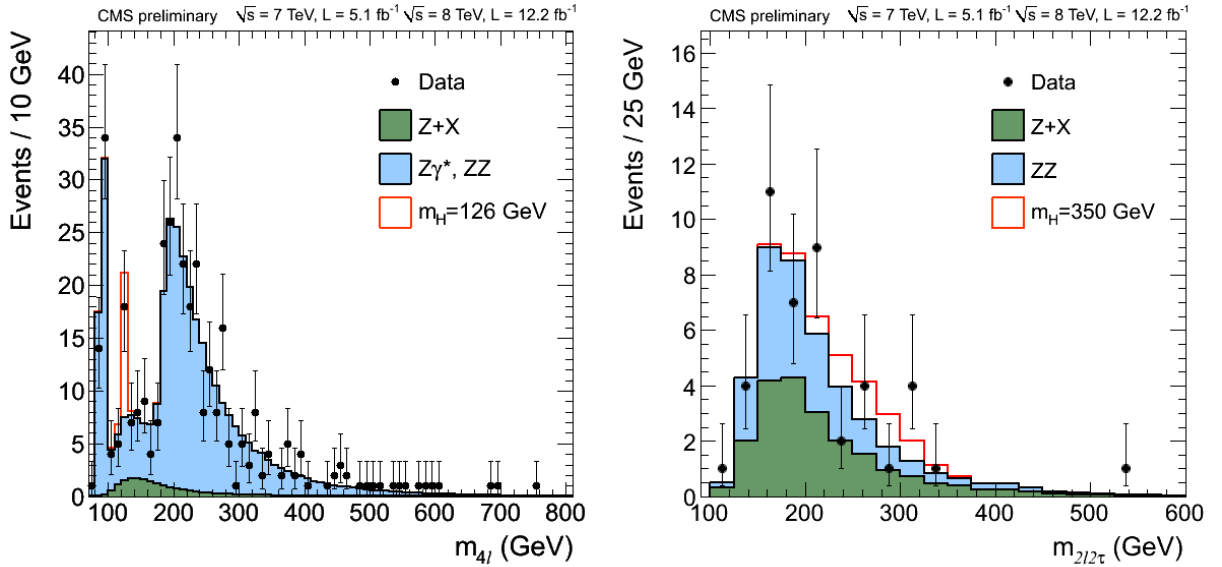 CMS preliminary √s = 7 TeV, L = 5.1 fb⁻¹ √s = 8 TeV, L = 12.2 fb⁻¹
Events / 10 GeV
40
35
30
25
20
15
10
5
0
Data
Z+X
Zγ*, ZZ
m_H=126 GeV
100 200 300 400 500 600 700 800
m_4l (GeV)
CMS preliminary √s = 7 TeV, L = 5.1 fb⁻¹ √s = 8 TeV, L = 12.2 fb⁻¹
Events / 25 GeV
16
14
12
10
8
6
4
2
0
Data
Z+X
ZZ
m_H=350 GeV
100 200 300 400 500 600
m_2l2τ (GeV)